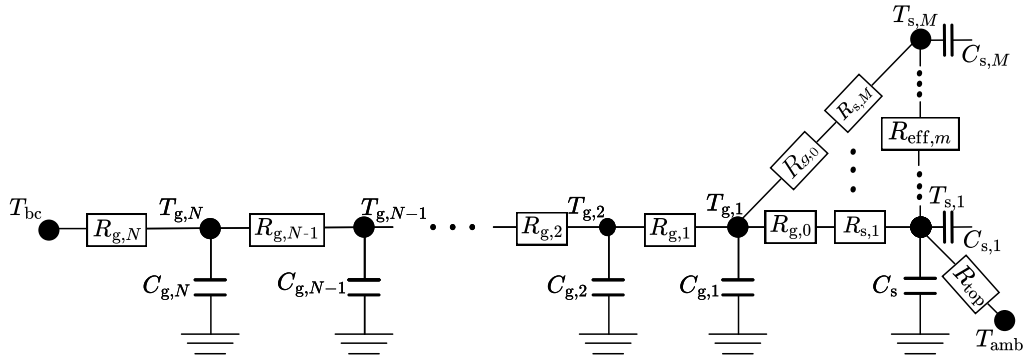 T_s,M
C_s,M
R_s,M
R_g,0
R_eff,m
T_bc
T_g,N
T_g,N−1
T_g,2
T_g,1
T_s,1
R_g,N
R_g,N-1
R_g,2
R_g,1
R_g,0
R_s,1
C_s,1
C_g,N
C_g,N−1
C_g,2
C_g,1
C_s
R_top
T_amb